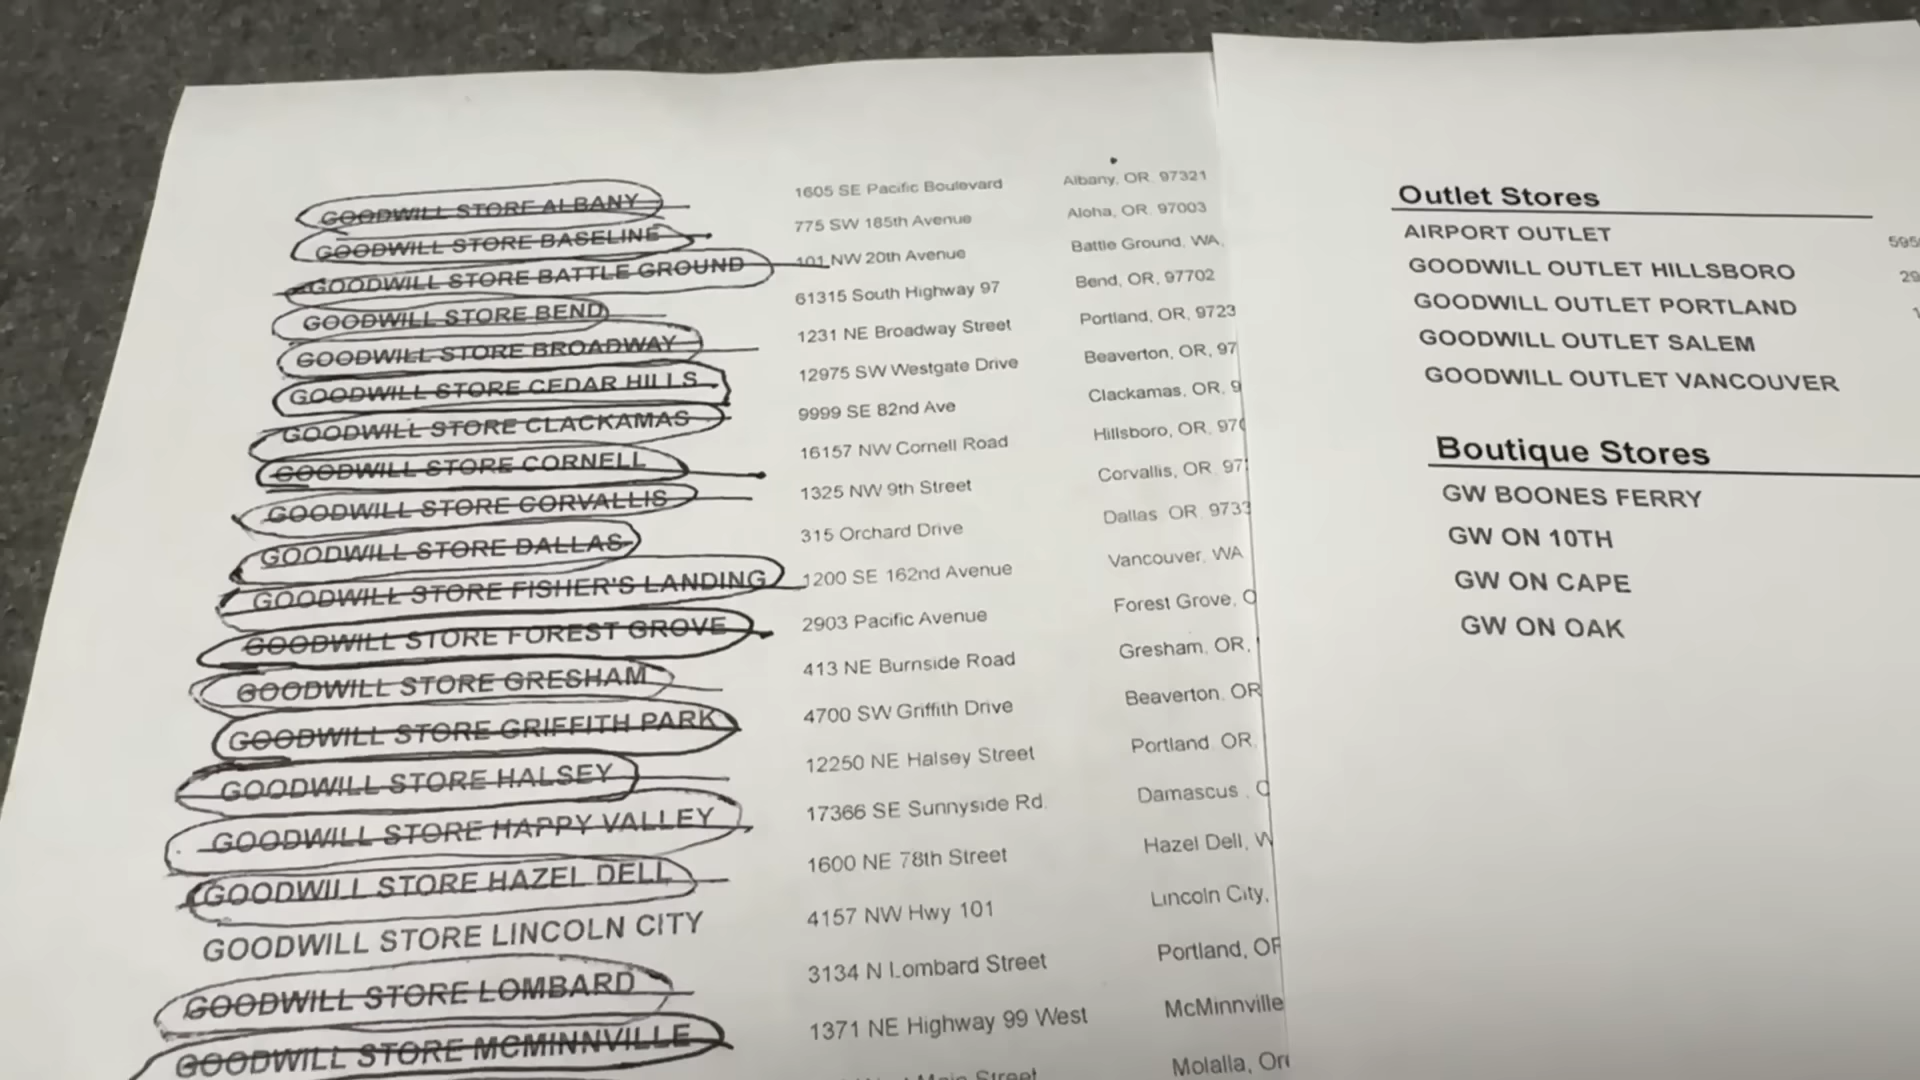 GOODWILL STORE ALBANY 1605 SE Pacific Boulevard Albany, OR, 97321
GOODWILL STORE BASELINE 775 SW 185th Avenue Aloha, OR, 97003
GOODWILL STORE BATTLE GROUND 101 NW 20th Avenue Battle Ground, WA,
GOODWILL STORE BEND 61315 South Highway 97 Bend, OR, 97702
GOODWILL STORE BROADWAY 1231 NE Broadway Street Portland, OR, 9723
GOODWILL STORE CEDAR HILLS 12975 SW Westgate Drive Beaverton, OR, 97
GOODWILL STORE CLACKAMAS 9999 SE 82nd Ave Clackamas, OR, 9
GOODWILL STORE CORNELL 16157 NW Cornell Road Hillsboro, OR, 97
GOODWILL STORE CORVALLIS 1325 NW 9th Street Corvallis, OR, 97
GOODWILL STORE DALLAS 315 Orchard Drive Dallas OR 9733
GOODWILL STORE FISHER'S LANDING 1200 SE 162nd Avenue Vancouver, WA
GOODWILL STORE FOREST GROVE 2903 Pacific Avenue Forest Grove, O
GOODWILL STORE GRESHAM 413 NE Burnside Road Gresham, OR,
GOODWILL STORE GRIFFITH PARK 4700 SW Griffith Drive Beaverton, OR
GOODWILL STORE HALSEY 12250 NE Halsey Street Portland, OR,
GOODWILL STORE HAPPY VALLEY 17366 SE Sunnyside Rd. Damascus , O
GOODWILL STORE HAZEL DELL 1600 NE 78th Street Hazel Dell, W
GOODWILL STORE LINCOLN CITY 4157 NW Hwy 101 Lincoln City,
GOODWILL STORE LOMBARD 3134 N Lombard Street Portland, OR
GOODWILL STORE MCMINNVILLE 1371 NE Highway 99 West McMinnville
Main Street Molalla, Or
Outlet Stores
AIRPORT OUTLET 595
GOODWILL OUTLET HILLSBORO 29
GOODWILL OUTLET PORTLAND 1
GOODWILL OUTLET SALEM
GOODWILL OUTLET VANCOUVER
Boutique Stores
GW BOONES FERRY
GW ON 10TH
GW ON CAPE
GW ON OAK